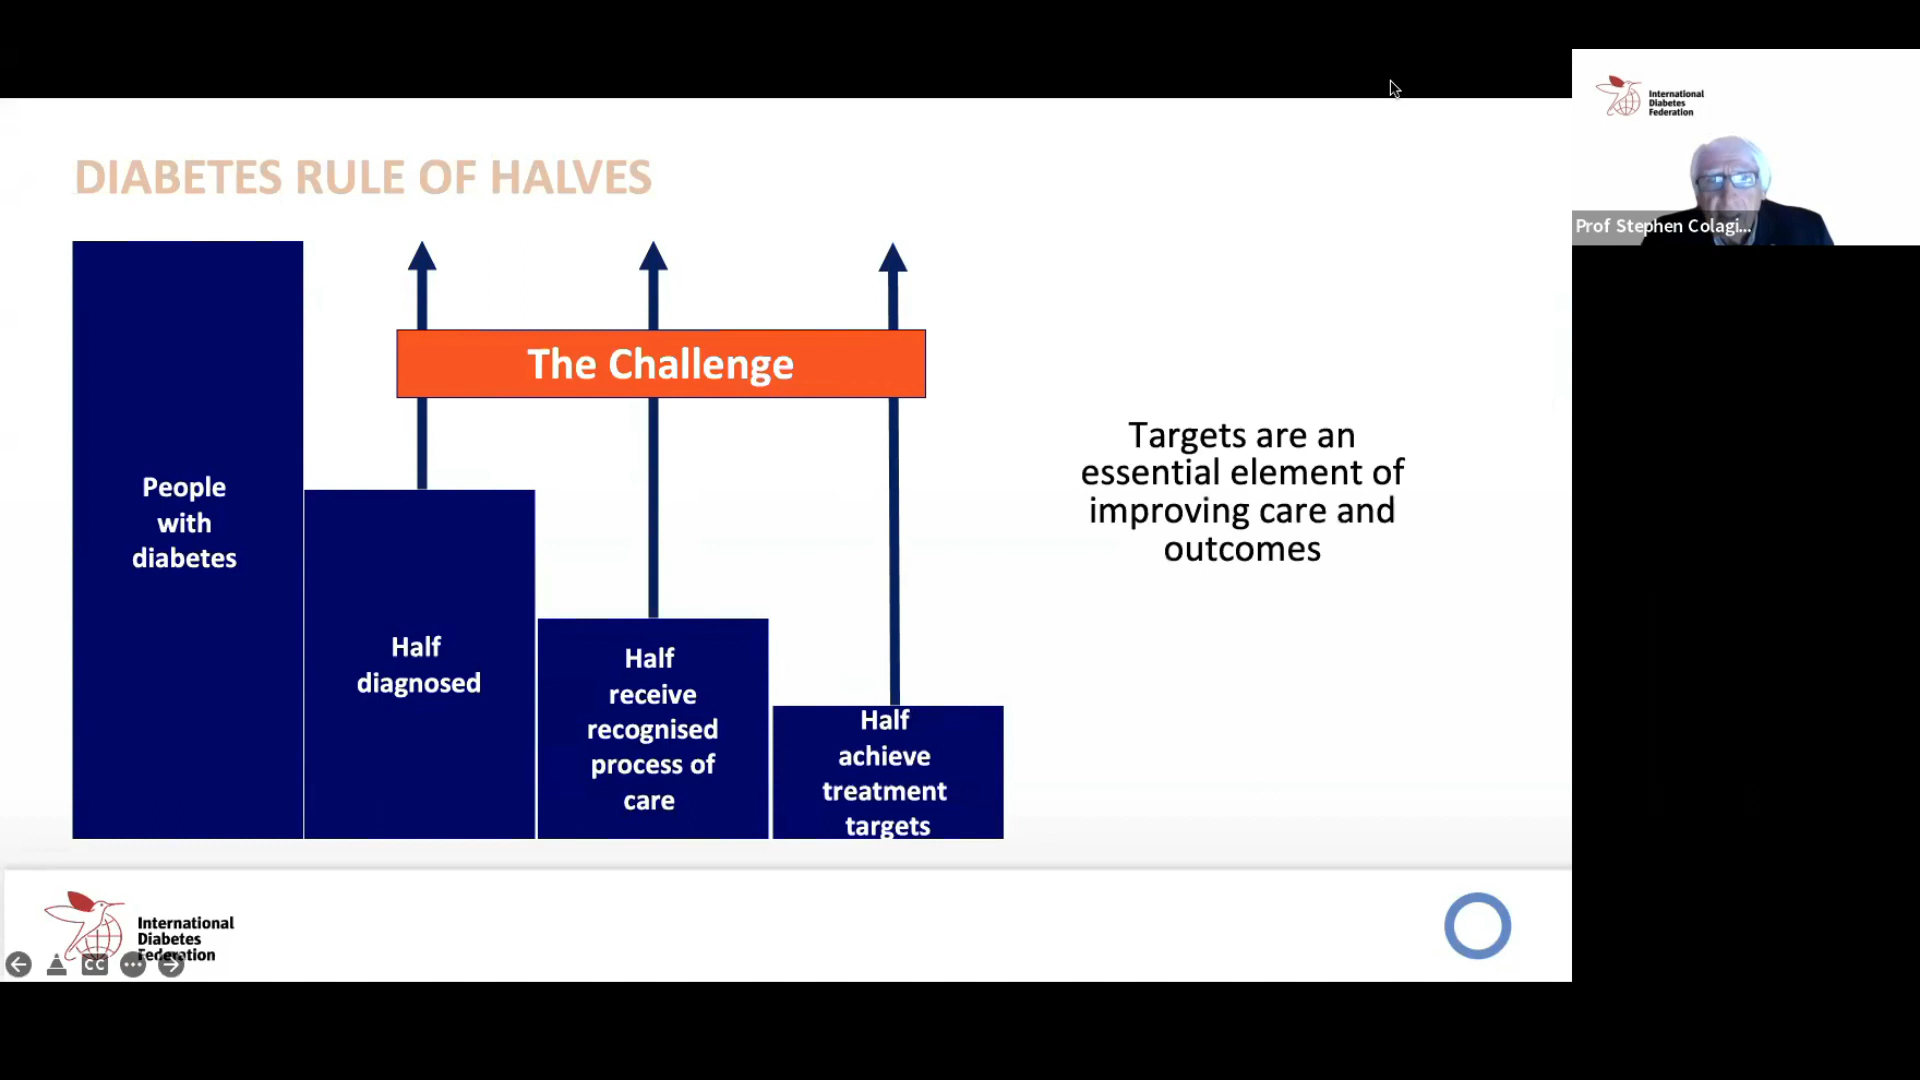 DIABETES RULE OF HALVES
The Challenge
People
with
diabetes
Half
diagnosed
Half
receive
recognised
process of
care
Half
achieve
treatment
targets
Targets are an
essential element of
improving care and
outcomes
International
Diabetes
Federation
CC
International
Diabetes
Federation
Prof Stephen Colagi...